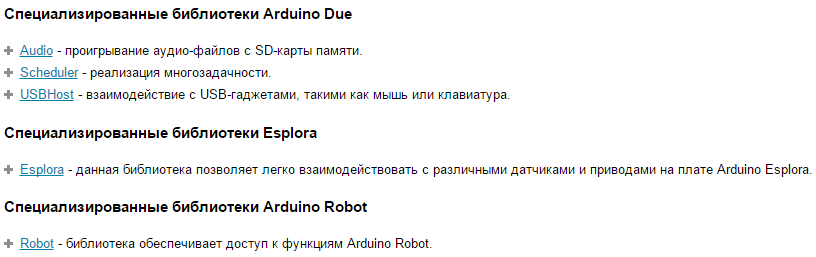 Специализированные библиотеки Arduino Due
Audio - проигрывание аудио-файлов с SD-карты памяти.
Scheduler - реализация многозадачности.
USBHost - взаимодействие с USB-гаджетами, такими как мышь или клавиатура.
Специализированные библиотеки Esplora
Esplora - данная библиотека позволяет легко взаимодействовать с различными датчиками и приводами на плате Arduino Esplora.
Специализированные библиотеки Arduino Robot
Robot - библиотека обеспечивает доступ к функциям Arduino Robot.